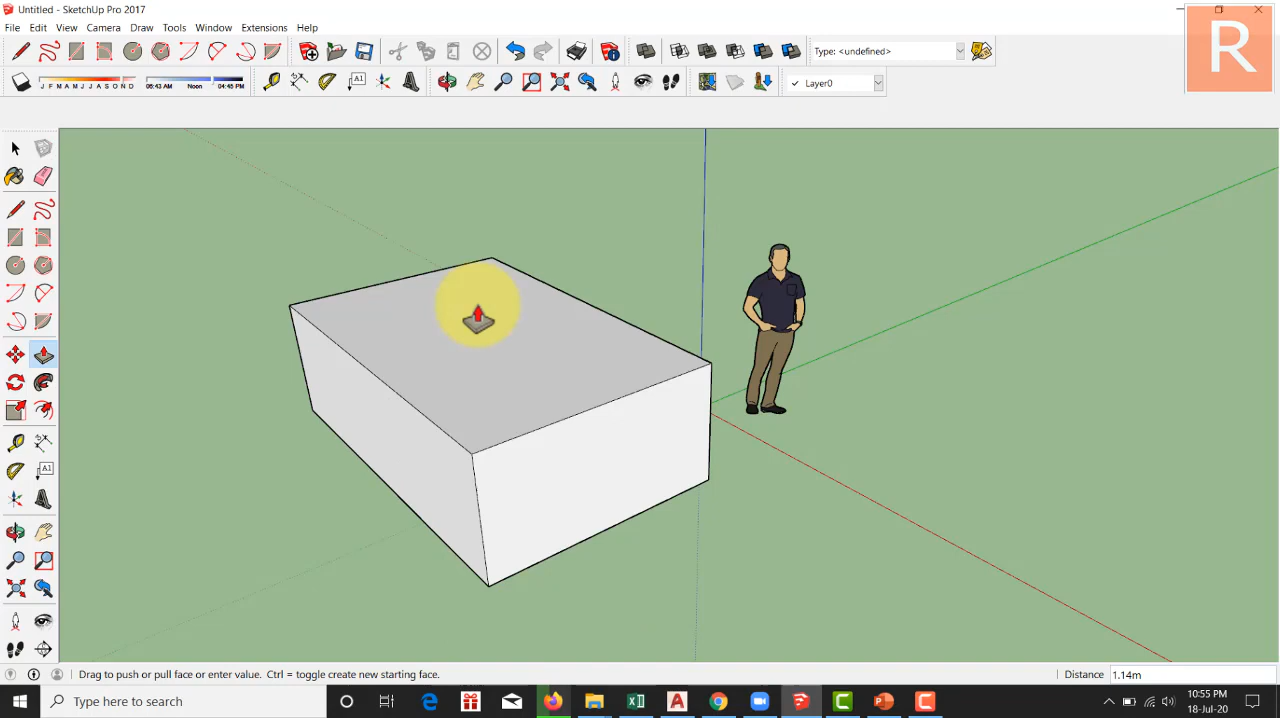 Untitled - SketchUp Pro 2017
R
File Edit View Camera Draw Tools Window Extensions Help
A1
Type: <undefined>
J F M A M J J A S O N D
06:43 AM Noon 04:45 PM
Layer0
A1
Drag to push or pull face or enter value. Ctrl = toggle create new starting face.
Distance 1.14m
Type here to search
10:55 PM
18-Jul-20